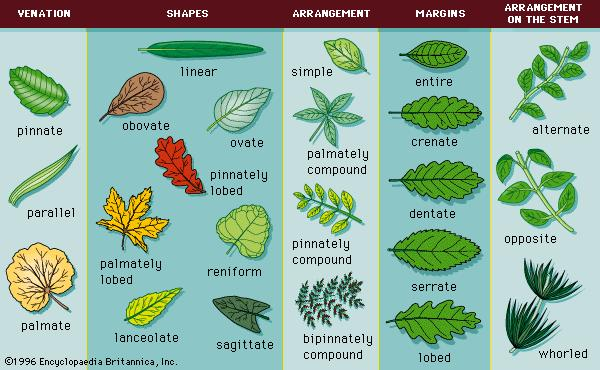 VENATION
SHAPES
ARRANGEMENT
MARGINS
ARRANGEMENT
ON THE STEM
pinnate
parallel
palmate
linear
obovate
ovate
pinnately
lobed
palmately
lobed
reniform
lanceolate
sagittate
simple
palmately
compound
pinnately
compound
bipinnately
compound
entire
crenate
dentate
serrate
lobed
alternate
opposite
whorled
©1996 Encyclopaedia Britannica, Inc.